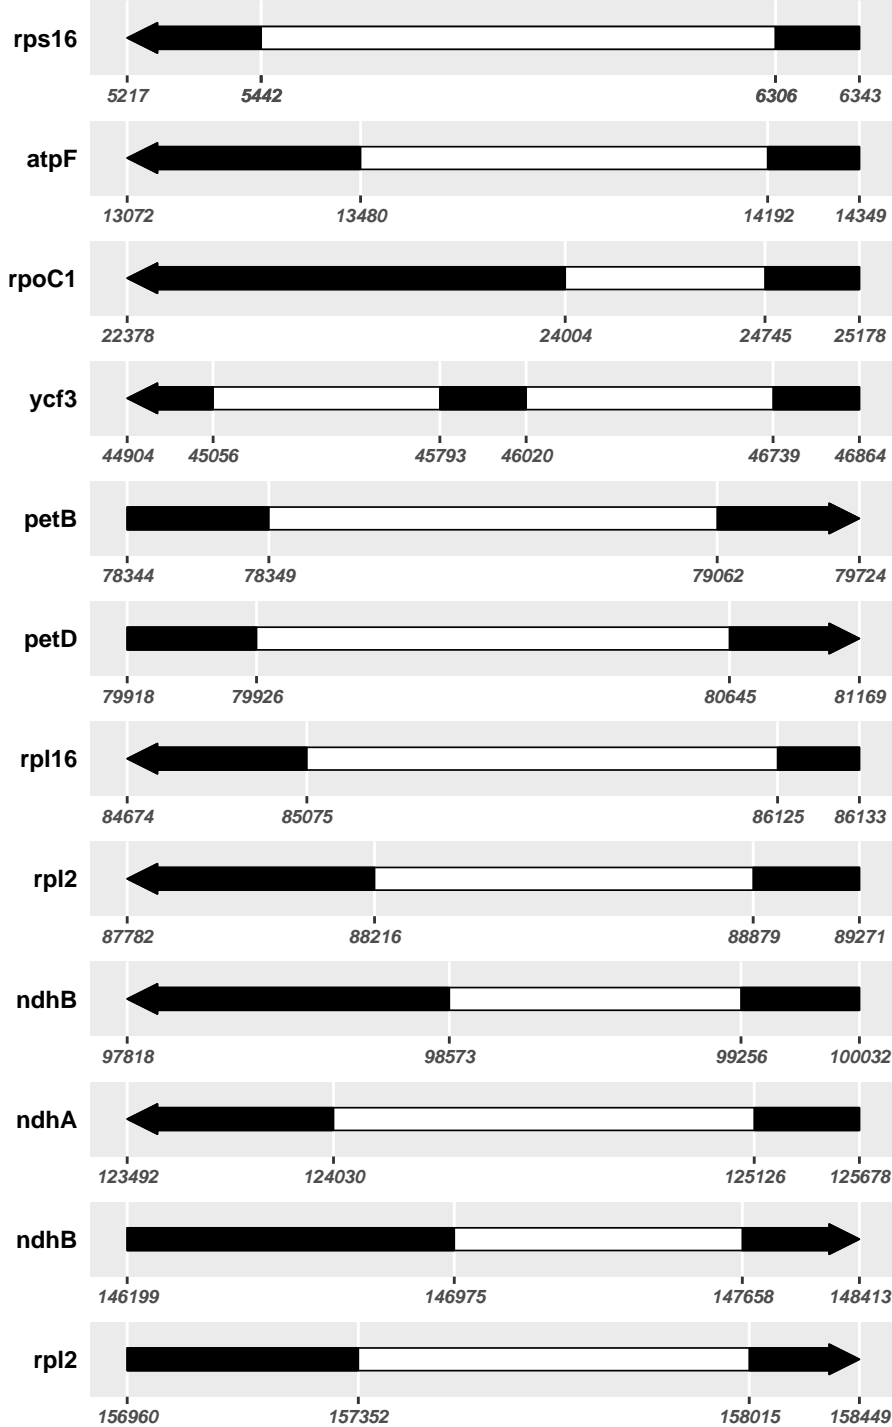 rps16
5217 5442 6306 6343
atpF
13072 13480 14192 14349
rpoC1
22378 24004 24745 25178
ycf3
44904 45056 45793 46020 46739 46864
petB
78344 78349 79062 79724
petD
79918 79926 80645 81169
rpl16
84674 85075 86125 86133
rpl2
87782 88216 88879 89271
ndhB
97818 98573 99256 100032
ndhA
123492 124030 125126 125678
ndhB
146199 146975 147658 148413
rpl2
156960 157352 158015 158449